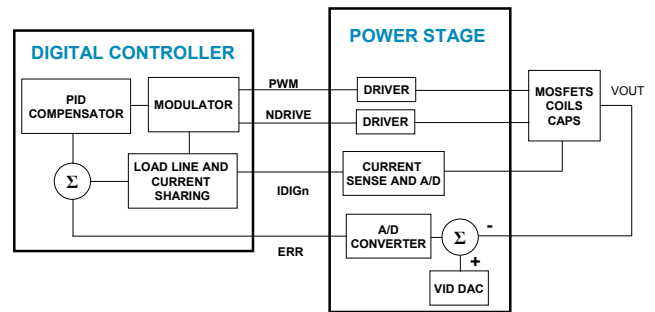 DIGITAL CONTROLLER
POWER STAGE
PID
COMPENSATOR
MODULATOR
PWM
NDRIVE
DRIVER
DRIVER
MOSFETS
COILS
CAPS
VOUT
Σ
LOAD LINE AND
CURRENT
SHARING
IDIGn
CURRENT
SENSE AND A/D
ERR
A/D
CONVERTER
Σ
-
+
VID DAC